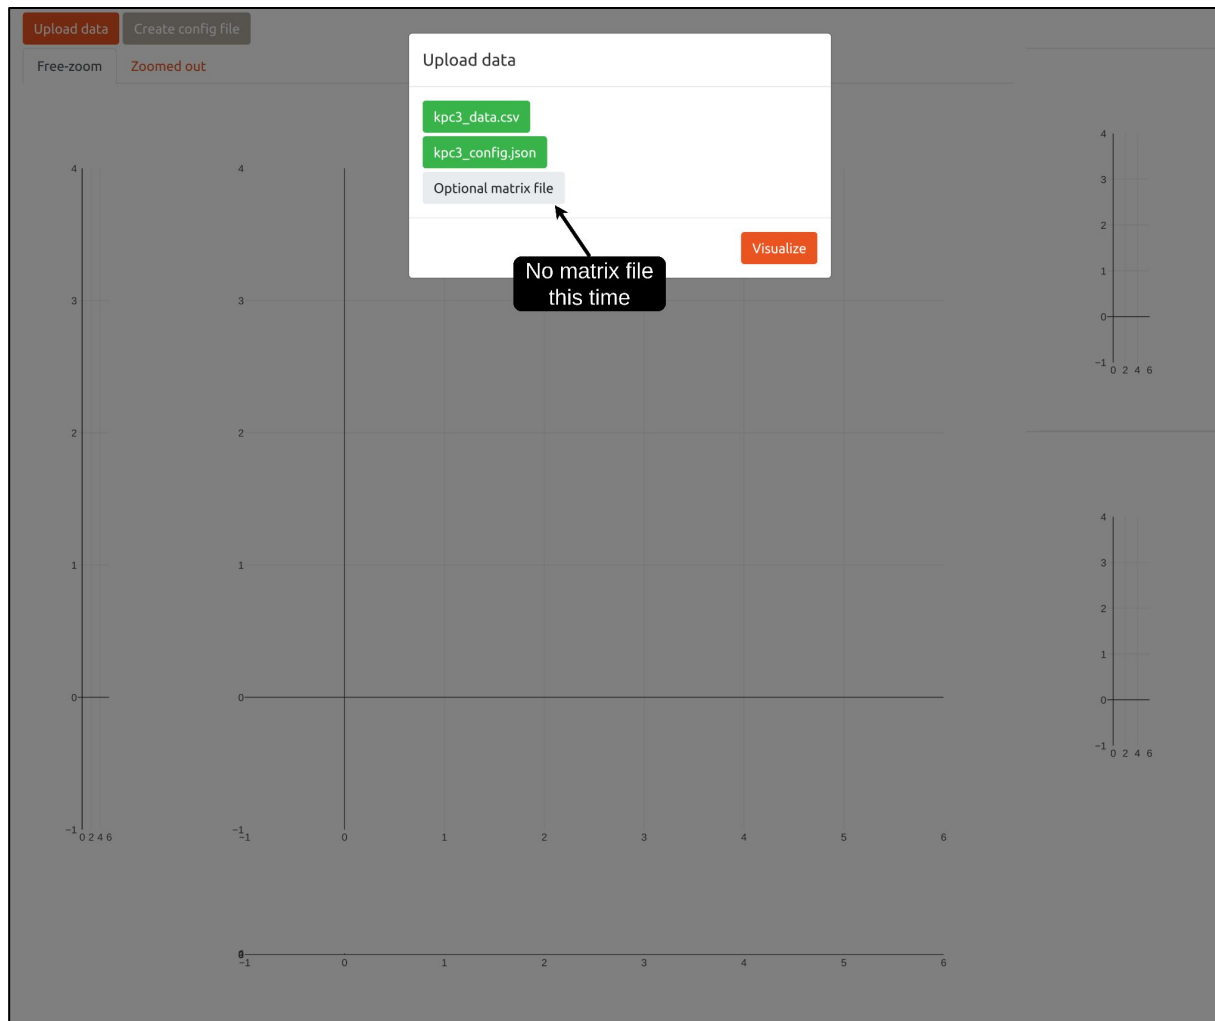 Upload data
Create config file
Free-zoom
Zoomed out
Upload data
kpc3_data.csv
kpc3_config.json
Optional matrix file
Visualize
No matrix file
this time
4
3
2
1
0
−1
0 2 4 6
4
3
2
1
0
−1
−1 0 1 2 3 4 5 6
−1 0 1 2 3 4 5 6
4
3
2
1
0
−1
0 2 4 6
4
3
2
1
0
−1
0 2 4 6